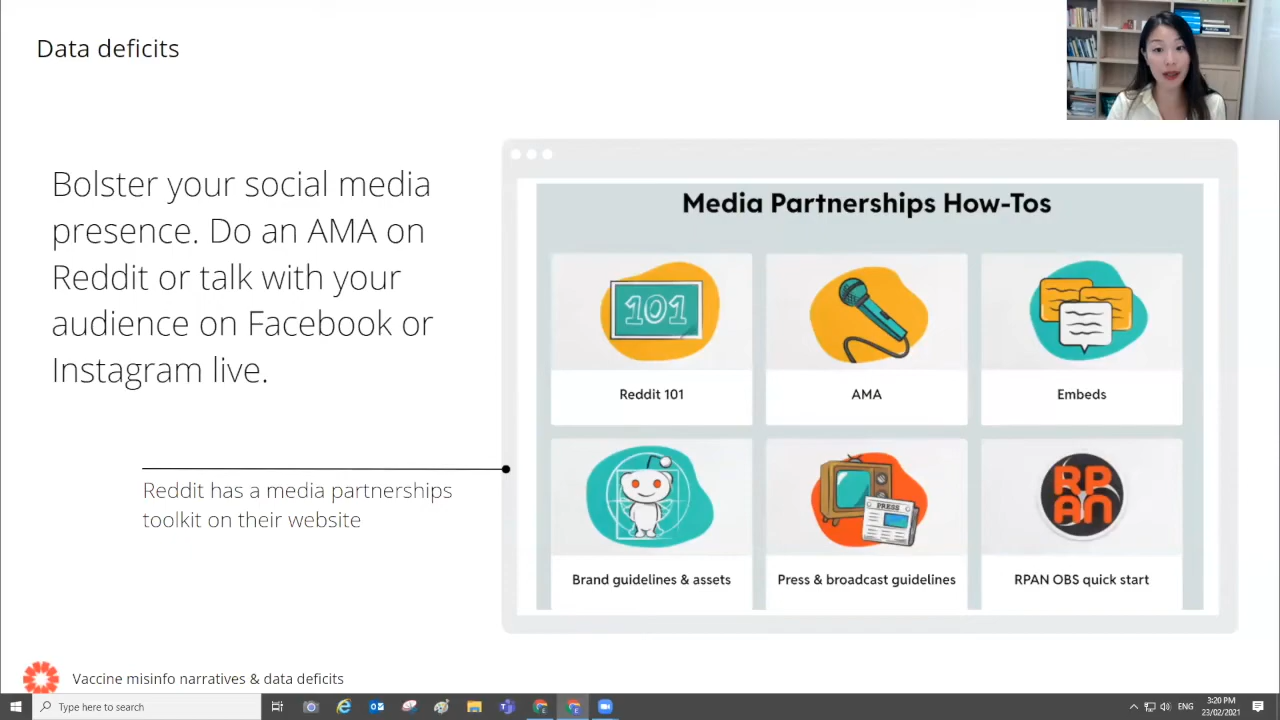 Data deficits
Bolster your social media
presence. Do an AMA on
Reddit or talk with your
audience on Facebook or
Instagram live.
Reddit has a media partnerships
toolkit on their website
Media Partnerships How-Tos
101
Reddit 101
AMA
Embeds
Brand guidelines & assets
PRESS
Press & broadcast guidelines
RP
AN
RPAN OBS quick start
Vaccine misinfo narratives & data deficits
Type here to search
ENG
3:20 PM
23/02/2021